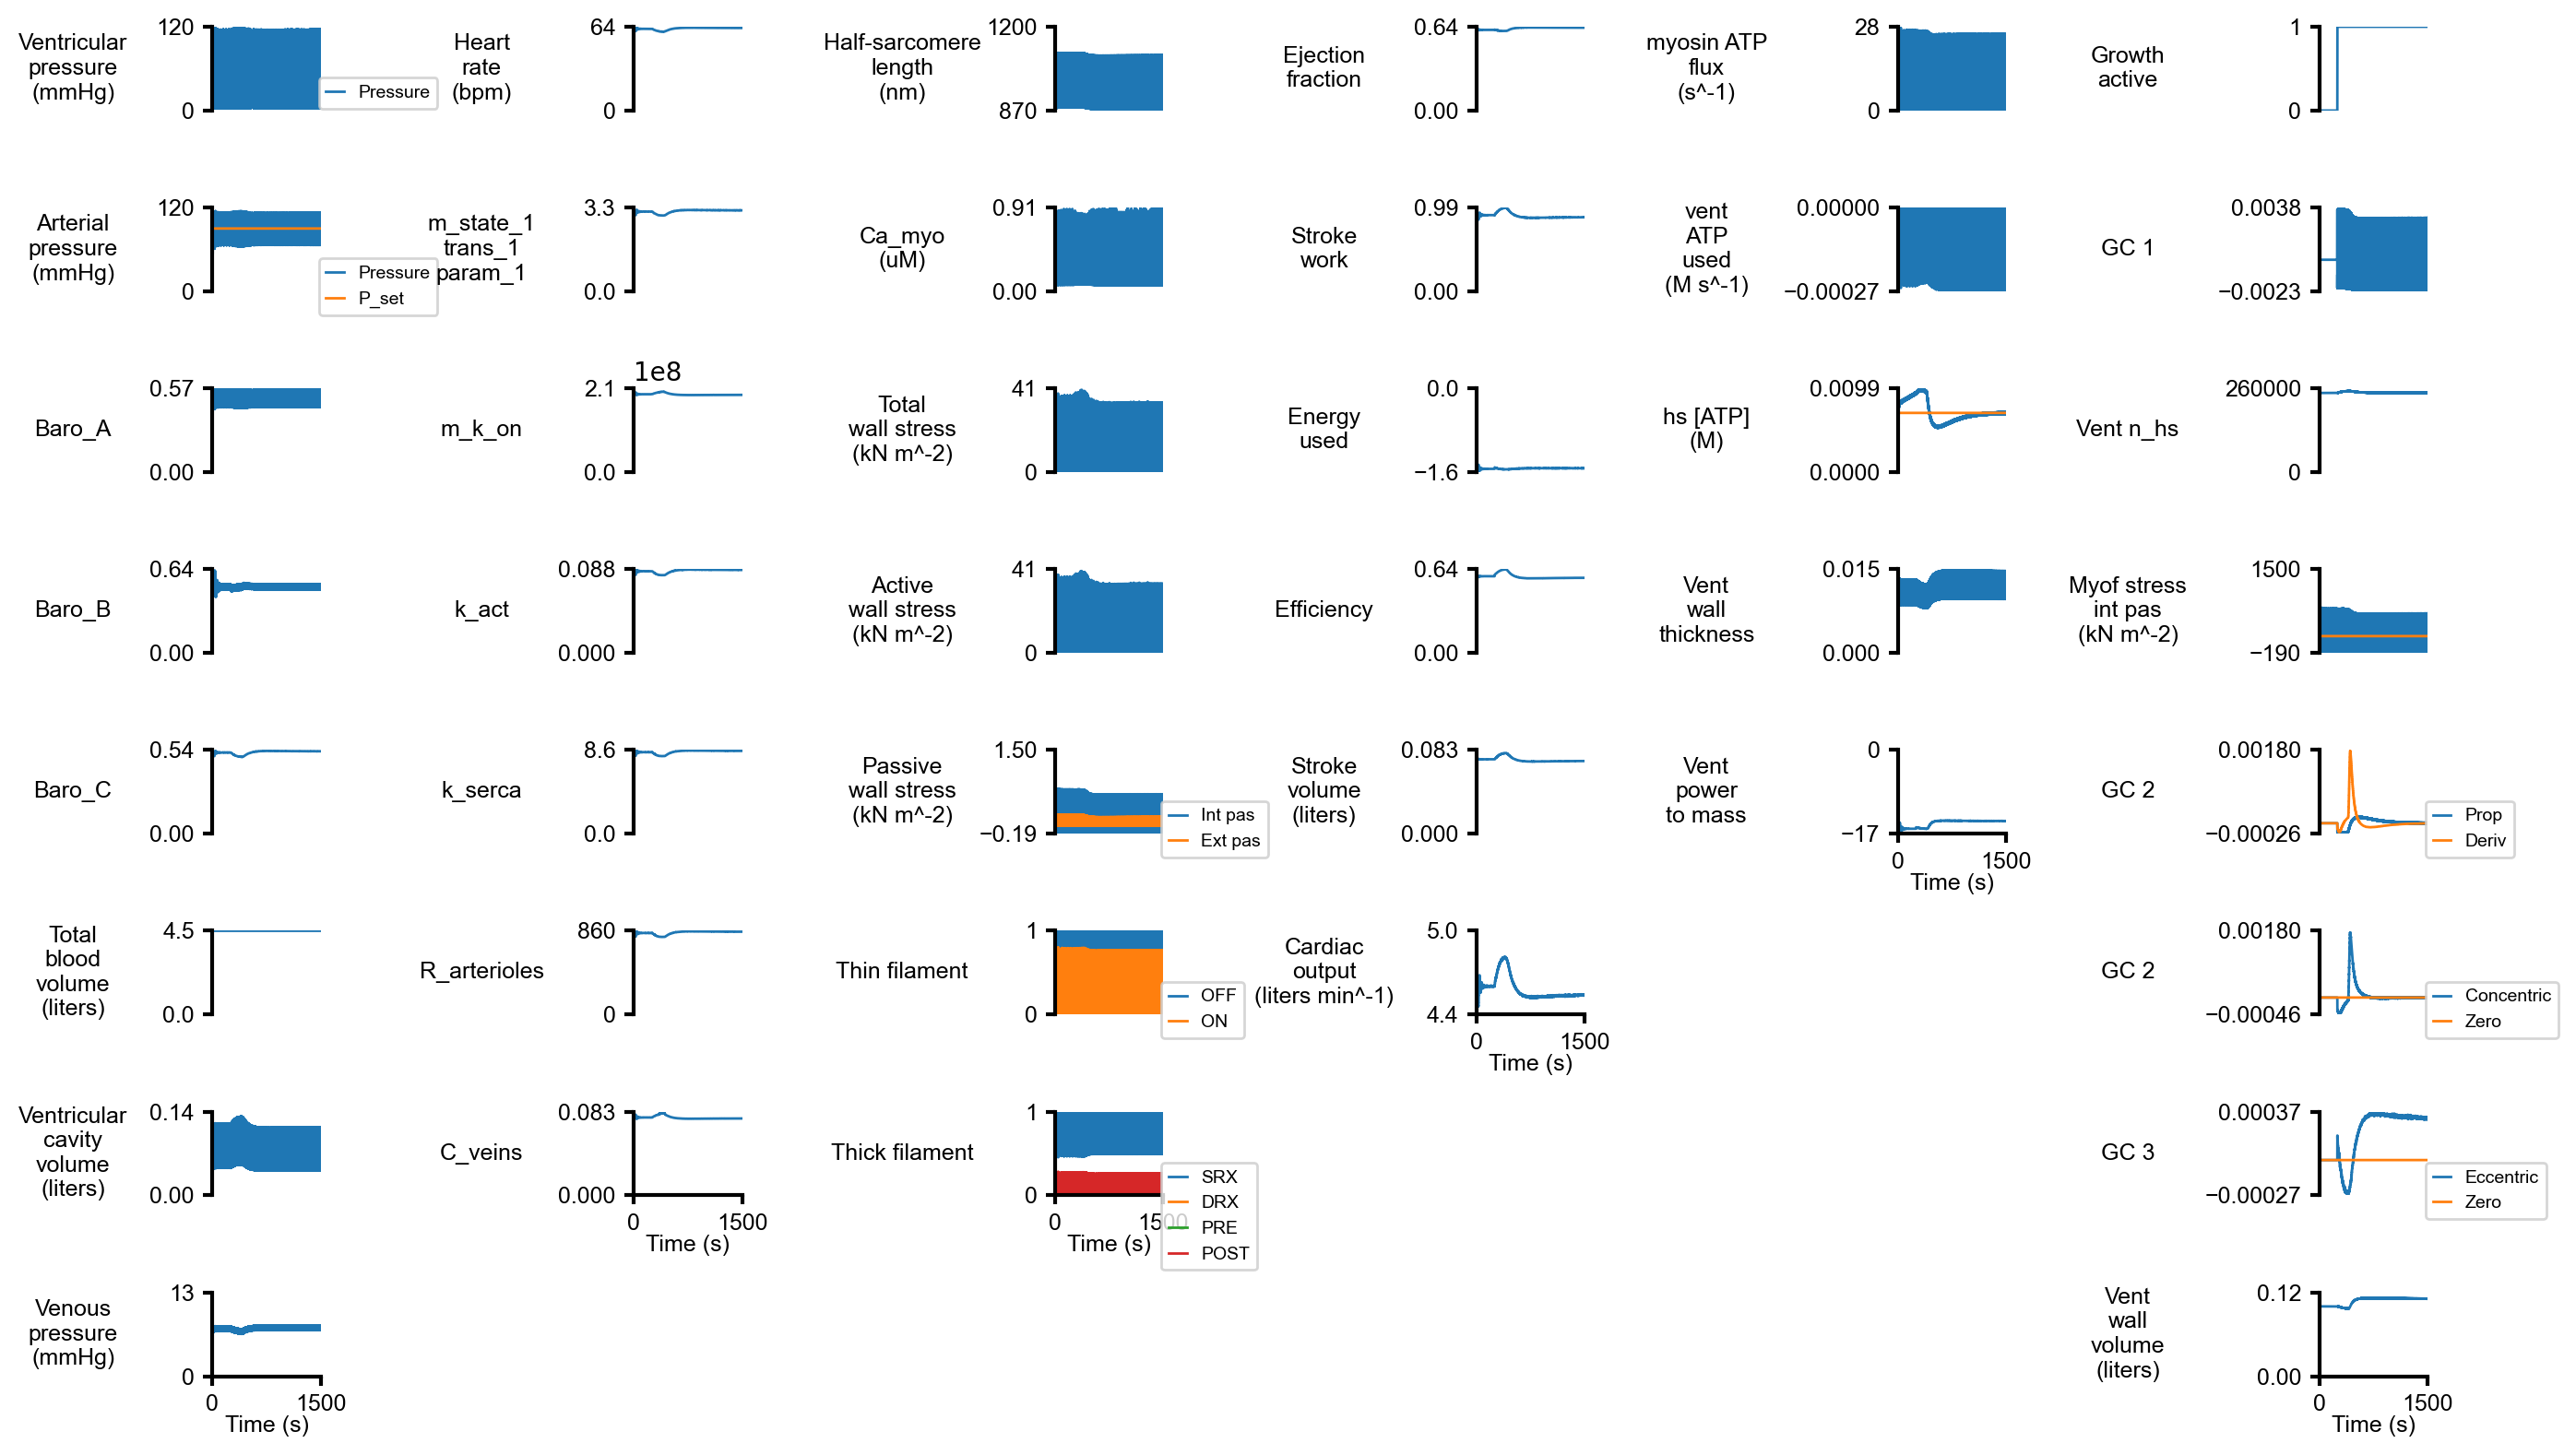 120
Ventricular
pressure
(mmHg)
0
Pressure
64
Heart
rate
(bpm)
0
1200
Half-sarcomere
length
(nm)
870
0.64
Ejection
fraction
0.00
28
myosin ATP
flux
(s^-1)
0
1
Growth
active
0
120
Arterial
pressure
(mmHg)
0
Pressure
P_set
3.3
m_state_1
trans_1
param_1
0.0
0.91
Ca_myo
(uM)
0.00
0.99
Stroke
work
0.00
0.00000
vent
ATP
used
(M s^-1)
−0.00027
0.0038
GC 1
−0.0023
0.57
Baro_A
0.00
1e8
2.1
m_k_on
0.0
41
Total
wall stress
(kN m^-2)
0
0.0
Energy
used
−1.6
0.0099
hs [ATP]
(M)
0.0000
260000
Vent n_hs
0
0.64
Baro_B
0.00
0.088
k_act
0.000
41
Active
wall stress
(kN m^-2)
0
0.64
Efficiency
0.00
0.015
Vent
wall
thickness
0.000
1500
Myof stress
int pas
(kN m^-2)
−190
0.54
Baro_C
0.00
8.6
k_serca
0.0
1.50
Passive
wall stress
(kN m^-2)
−0.19
Int pas
Ext pas
0.083
Stroke
volume
(liters)
0.000
0
Vent
power
to mass
−17
0
1500
Time (s)
0.00180
GC 2
−0.00026
Prop
Deriv
4.5
Total
blood
volume
(liters)
0.0
860
R_arterioles
0
1
Thin filament
0
OFF
ON
5.0
Cardiac
output
(liters min^-1)
4.4
0
1500
Time (s)
0.00180
GC 2
−0.00046
Concentric
Zero
0.14
Ventricular
cavity
volume
(liters)
0.00
0.083
C_veins
0.000
0
1500
Time (s)
1
Thick filament
0
0
1500
Time (s)
SRX
DRX
PRE
POST
0.00037
GC 3
−0.00027
Eccentric
Zero
13
Venous
pressure
(mmHg)
0
0
1500
Time (s)
0.12
Vent
wall
volume
(liters)
0.00
0
1500
Time (s)